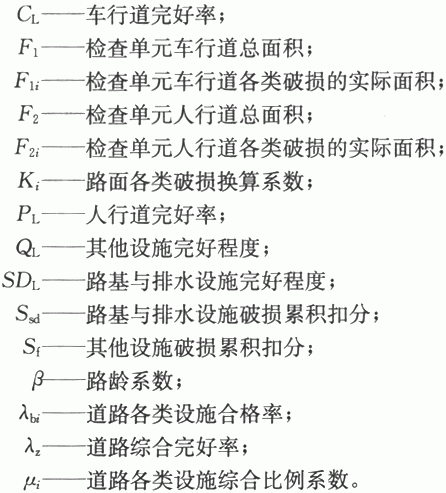 C_L——车行道完好率；
F_1——检查单元车行道总面积；
F_{1i}——检查单元车行道各类破损的实际面积；
F_2——检查单元人行道总面积；
F_{2i}——检查单元人行道各类破损的实际面积；
K_i——路面各类破损换算系数；
P_L——人行道完好率；
Q_L——其他设施完好程度；
SD_L——路基与排水设施完好程度；
S_{sd}——路基与排水设施破损累积扣分；
S_f——其他设施破损累积扣分；
β——路龄系数；
λ_{bi}——道路各类设施合格率；
λ_z——道路综合完好率；
μ_i——道路各类设施综合比例系数。